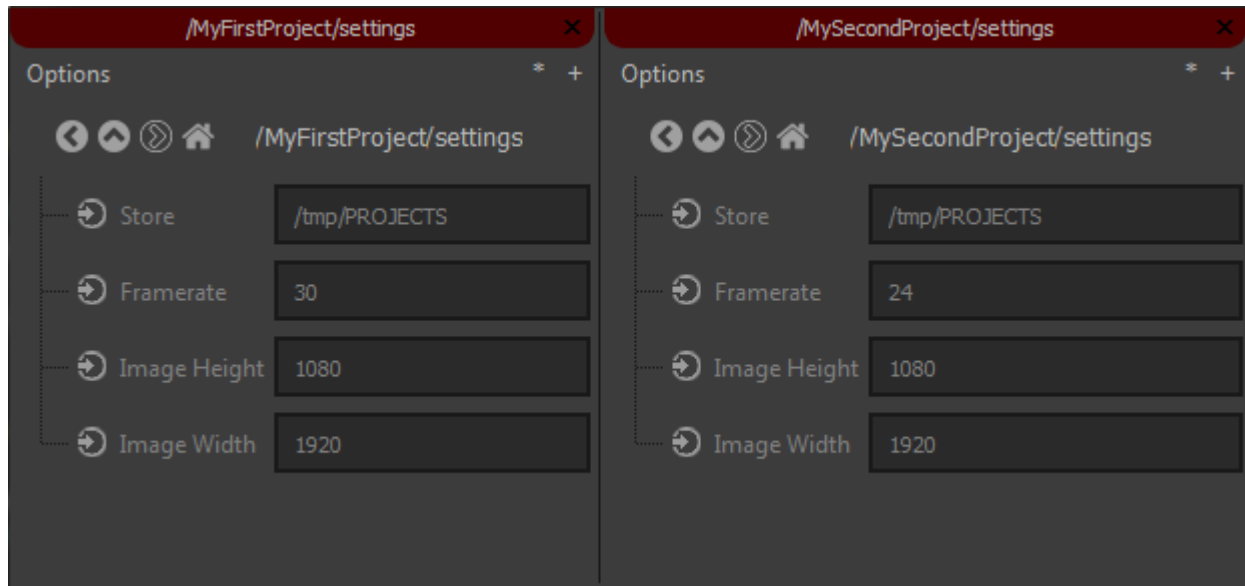 /MyFirstProject/settings
Options * +
/MyFirstProject/settings
Store /tmp/PROJECTS
Framerate 30
Image Height 1080
Image Width 1920
/MySecondProject/settings
Options * +
/MySecondProject/settings
Store /tmp/PROJECTS
Framerate 24
Image Height 1080
Image Width 1920